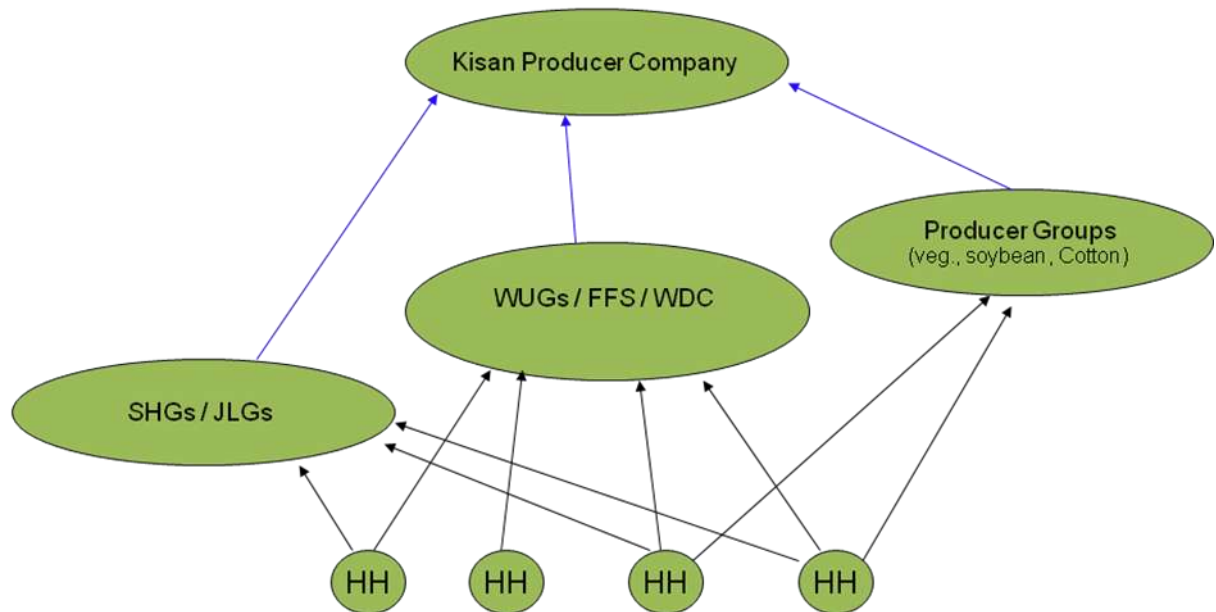 Kisan Producer Company
Producer Groups
(veg., soybean, Cotton)
WUGs / FFS / WDC
SHGs / JLGs
HH
HH
HH
HH